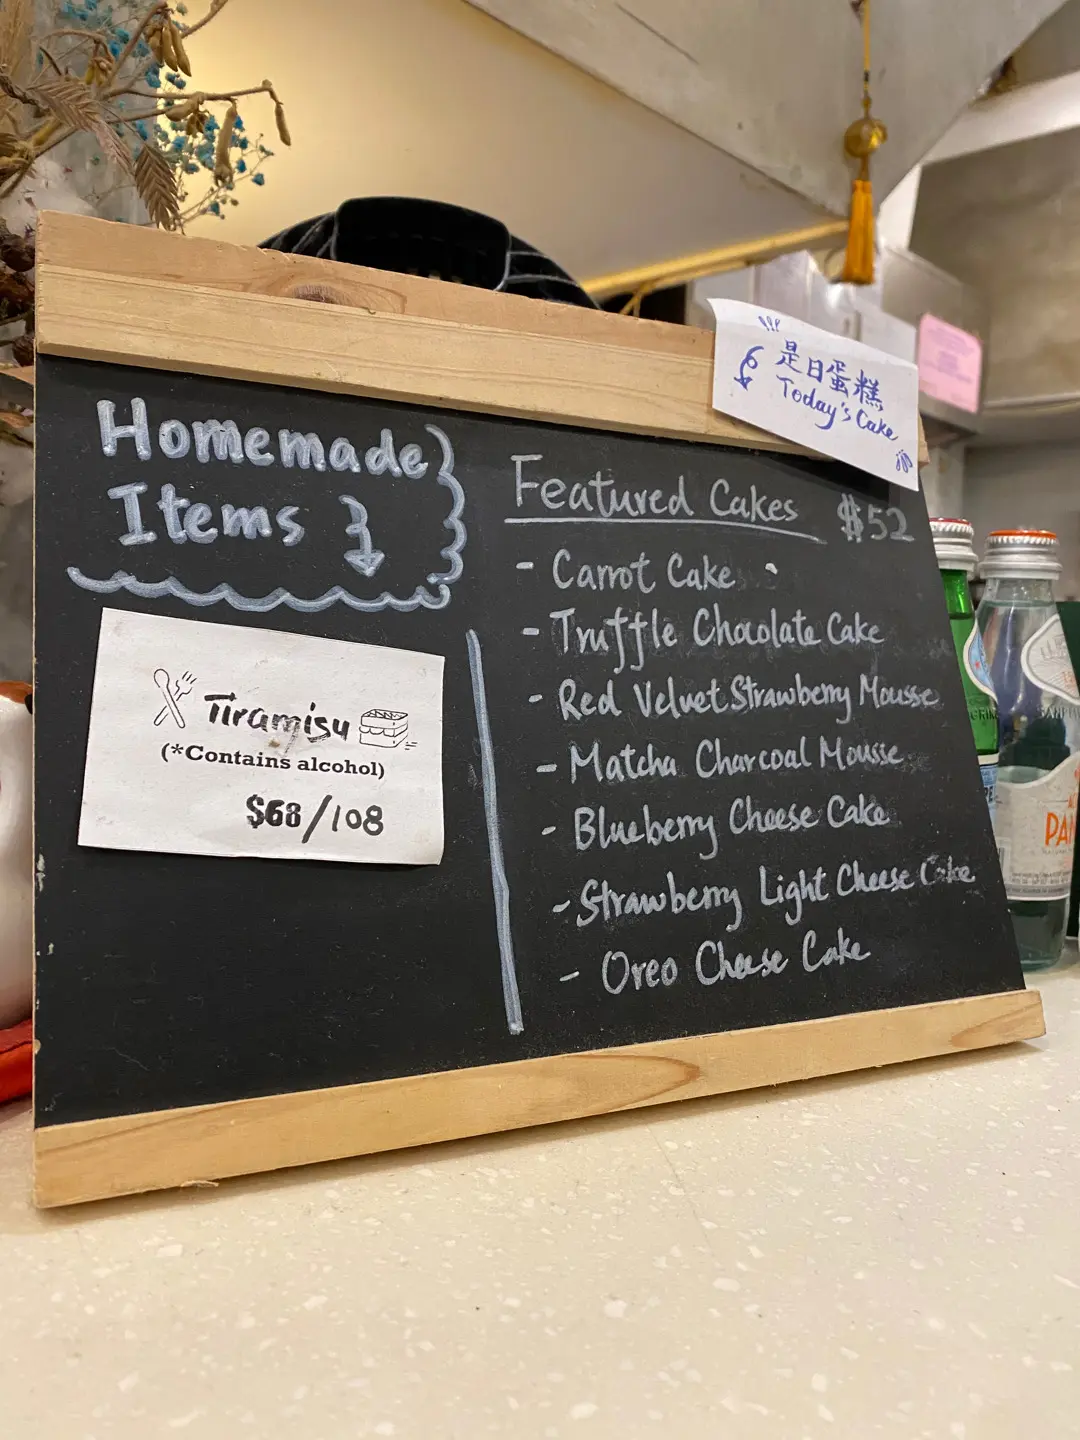 是日蛋糕
Today's Cake
Homemade
Items
Tiramisu
(*Contains alcohol)
$68/108
Featured Cakes $52
- Carrot Cake
- Truffle Chocolate Cake
- Red Velvet Strawberry Mousse
- Matcha Charcoal Mousse
- Blueberry Cheese Cake
- Strawberry Light Cheese Cake
- Oreo Cheese Cake